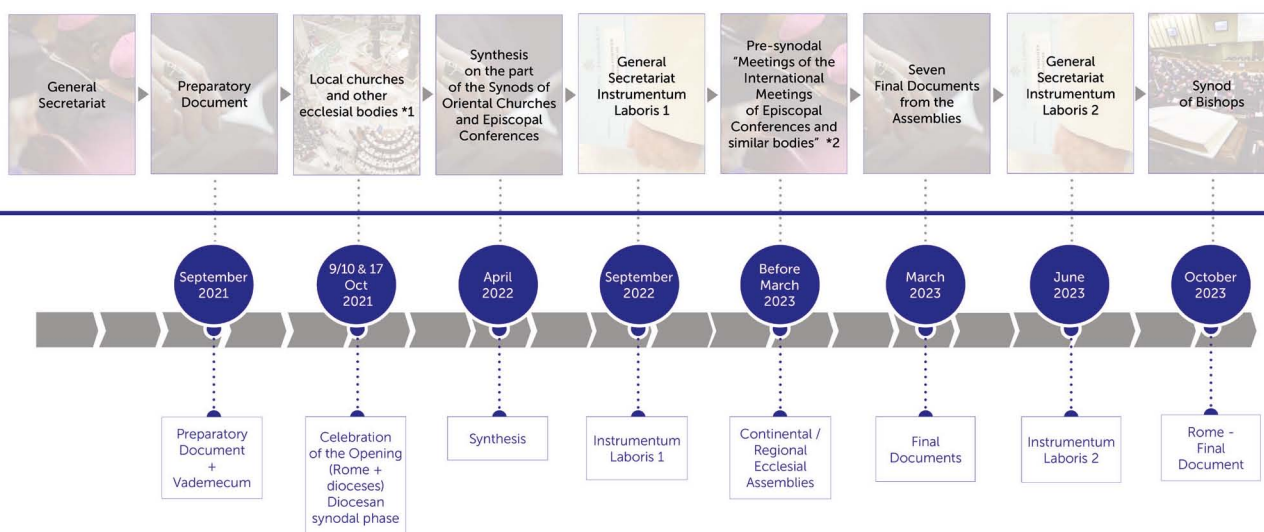 General
Secretariat
Preparatory
Document
Local churches
and other
ecclesial bodies *1
Synthesis
on the part
of the Synods of
Oriental Churches
and Episcopal
Conferences
General
Secretariat
Instrumentum
Laboris 1
Pre-synodal
"Meetings of the
International
Meetings
of Episcopal
Conferences and
similar bodies" *2
Seven
Final Documents
from the
Assemblies
General
Secretariat
Instrumentum
Laboris 2
Synod
of Bishops
September
2021
9/10 & 17
Oct
2021
April
2022
September
2022
Before
March
2023
March
2023
June
2023
October
2023
Preparatory
Document
+
Vademecum
Celebration
of the Opening
(Rome +
dioceses)
Diocesan
synodal phase
Synthesis
Instrumentum
Laboris 1
Continental /
Regional
Ecclesial
Assemblies
Final
Documents
Instrumentum
Laboris 2
Rome -
Final
Document